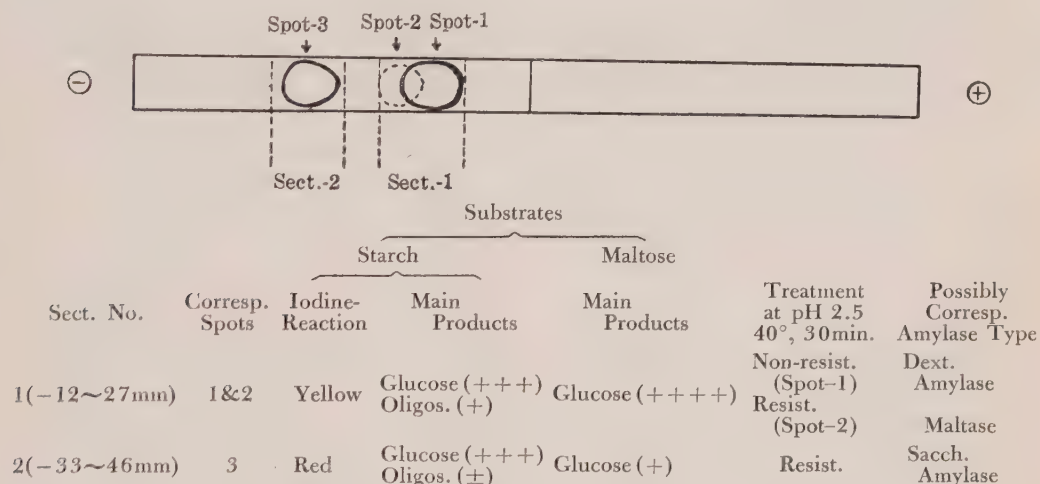 Spot-3 Spot-2 Spot-1
⊖ ⊕
Sect.-2 Sect.-1
Substrates
Starch Maltose
Sect. No. Corresp. Spots Iodine-Reaction Main Products Main Products Treatment at pH 2.5 40°, 30min. Possibly Corresp. Amylase Type
1(-12~27mm) 1&2 Yellow Glucose(+++) Oligos.(+) Glucose(++++) Non-resist. (Spot-1) Resist. (Spot-2) Dext. Amylase Maltase
2(-33~46mm) 3 Red Glucose(+++) Oligos.(±) Glucose(+) Resist. Sacch. Amylase